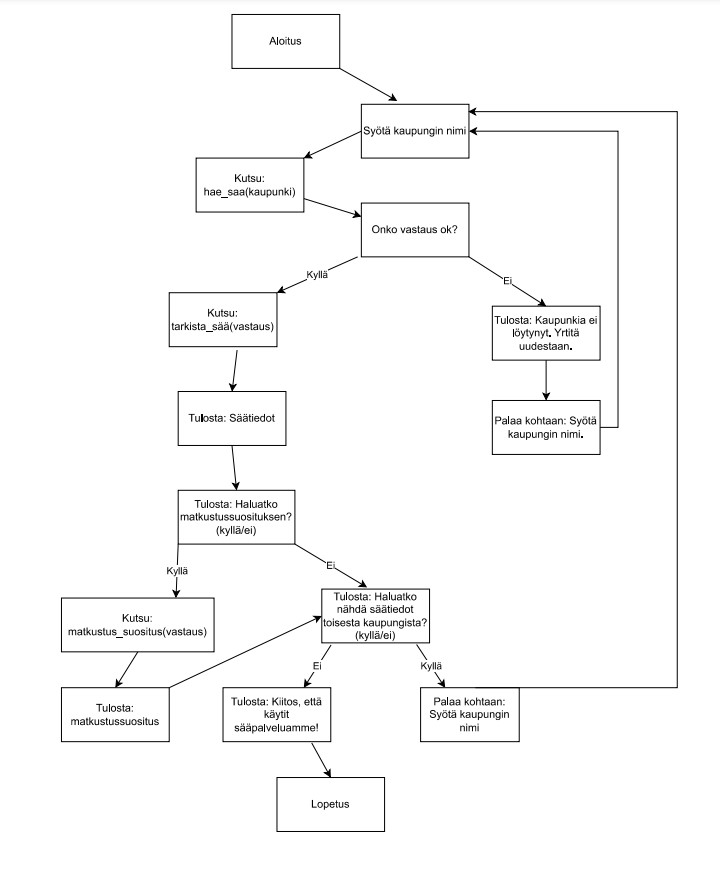 Aloitus
Syötä kaupungin nimi
Kutsu:
hae_saa(kaupunki)
Onko vastaus ok?
Kyllä
Ei
Kutsu:
tarkista_sää(vastaus)
Tulosta: Kaupunkia ei
löytynyt. Yrtitä
uudestaan.
Tulosta: Säätiedot
Palaa kohtaan: Syötä
kaupungin nimi.
Tulosta: Haluatko
matkustussuosituksen?
(kyllä/ei)
Kyllä
Ei
Kutsu:
matkustus_suositus(vastaus)
Tulosta: Haluatko
nähdä säätiedot
toisesta kaupungista?
(kyllä/ei)
Ei
Kyllä
Tulosta:
matkustussuositus
Tulosta: Kiitos, että
käytit
sääpalveluamme!
Palaa kohtaan:
Syötä kaupungin
nimi
Lopetus